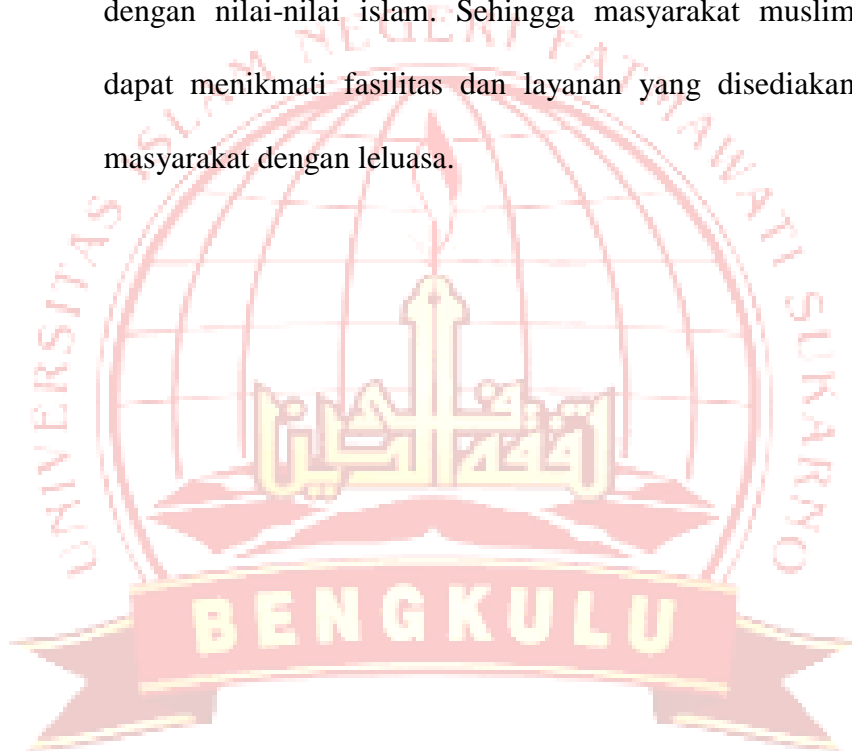 dengan nilai-nilai islam. Sehingga masyarakat muslim
dapat menikmati fasilitas dan layanan yang disediakan
masyarakat dengan leluasa.
UNIVERSITAS ISLAM NEGERI FATMAWATI SUKARNO
BENGKULU